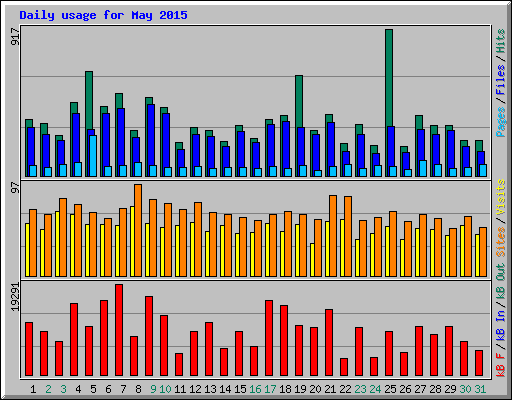 Daily usage for May 2015
917
97
19291
Pages / Files / Hits
kB F / kB In / kB Out Sites / Visits
1 2 3 4 5 6 7 8 9 10 11 12 13 14 15 16 17 18 19 20 21 22 23 24 25 26 27 28 29 30 31